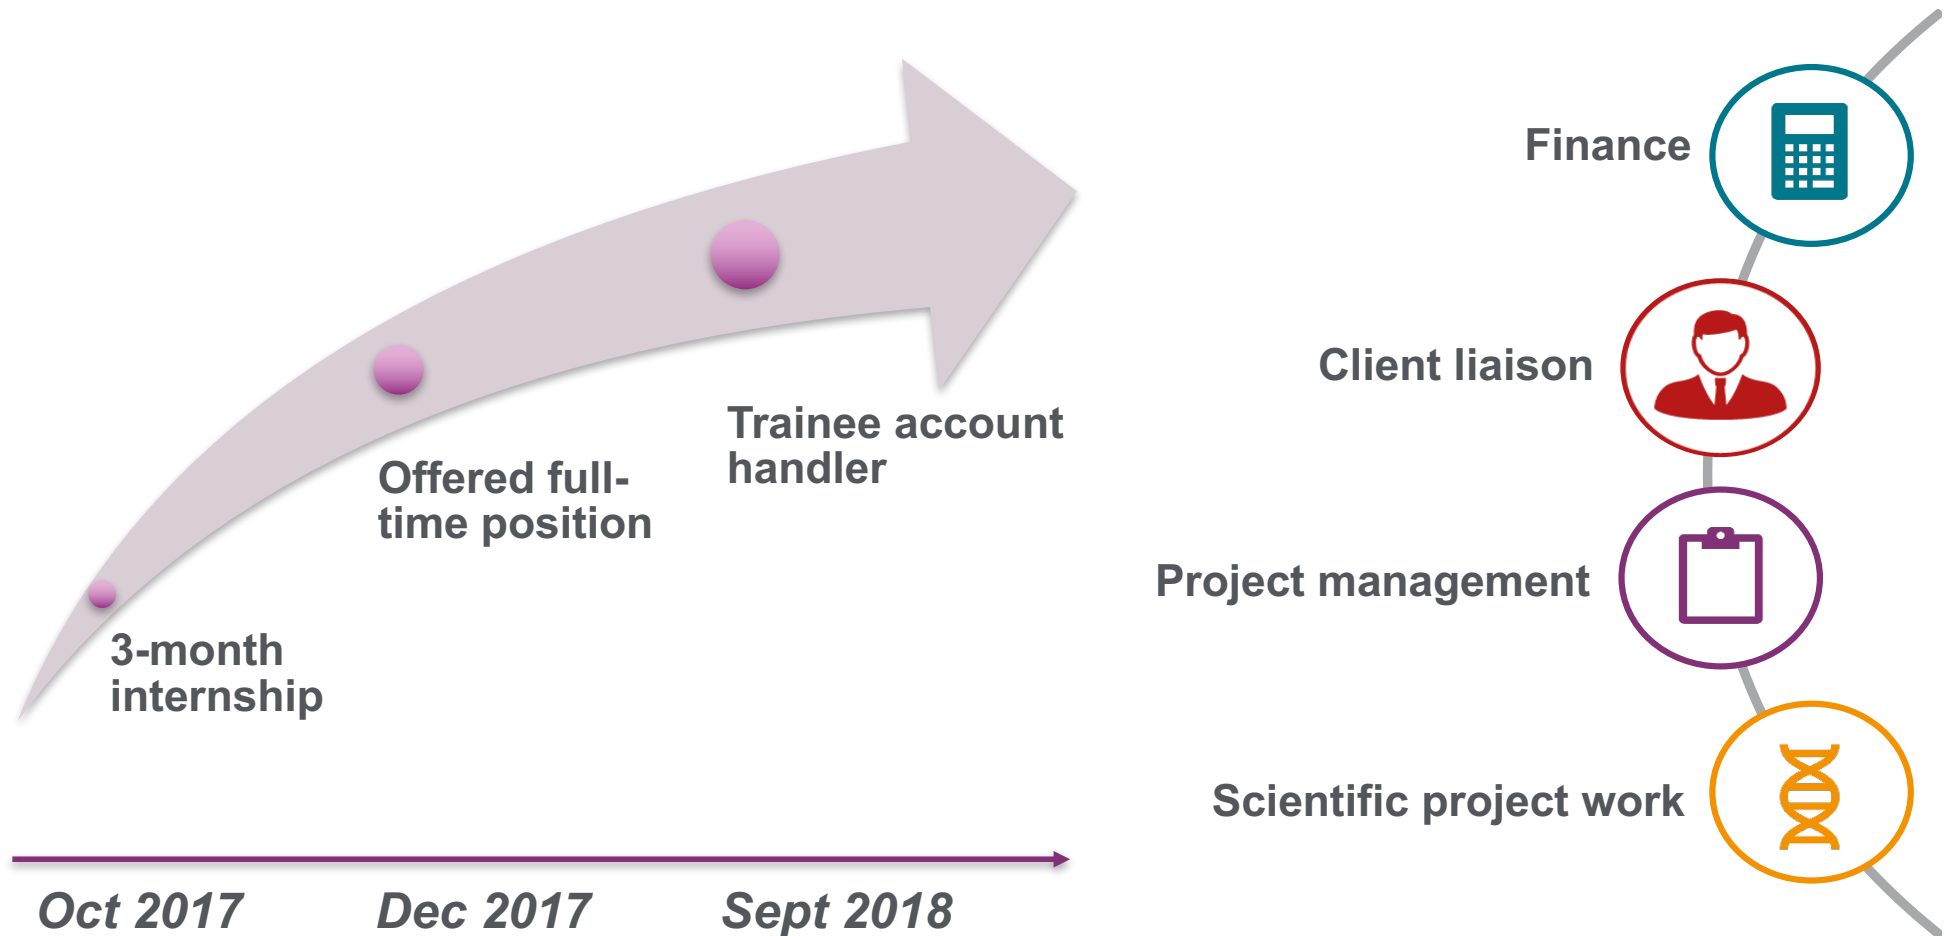 3-month
internship
Offered full-
time position
Trainee account
handler
Oct 2017
Dec 2017
Sept 2018
Finance
Client liaison
Project management
Scientific project work